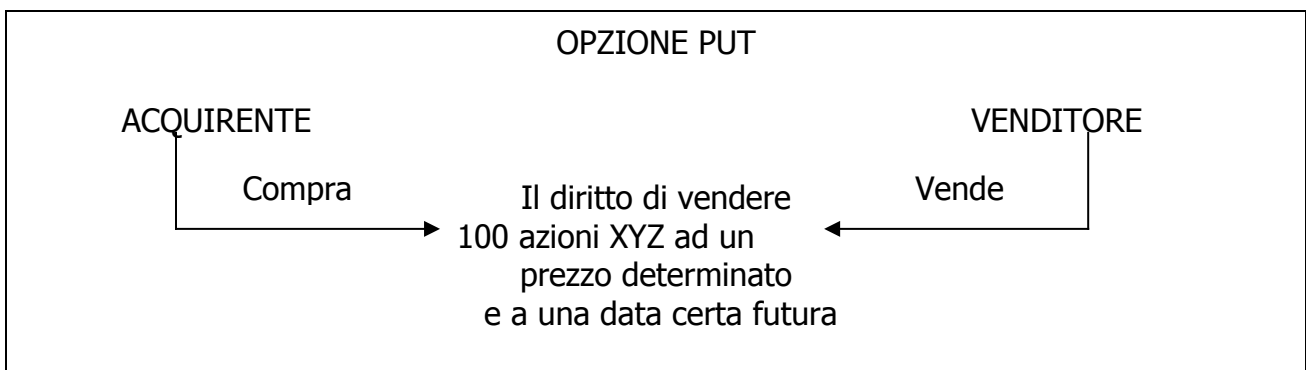 OPZIONE PUT
ACQUIRENTE
VENDITORE
Compra
Vende
Il diritto di vendere
100 azioni XYZ ad un
prezzo determinato
e a una data certa futura